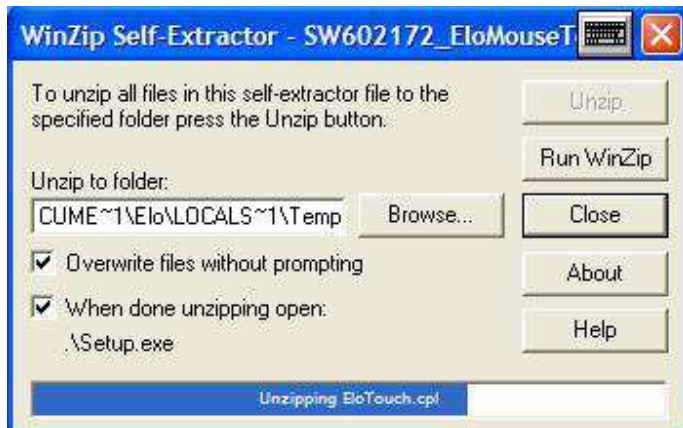 WinZip Self-Extractor - SW602172_EloMouseT
To unzip all files in this self-extractor file to the
specified folder press the Unzip button.
Unzip
Run WinZip
Unzip to folder:
CUME~1\Elo\LOCALS~1\Temp
Browse...
Close
Overwrite files without prompting
About
When done unzipping open:
.\Setup.exe
Help
Unzipping EloTouch.cpl